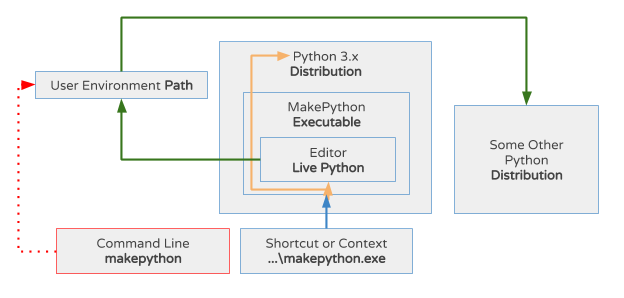 Python 3.x
Distribution
User Environment Path
MakePython
Executable
Editor
Live Python
Some Other
Python
Distribution
Command Line
makepython
Shortcut or Context
...\makepython.exe